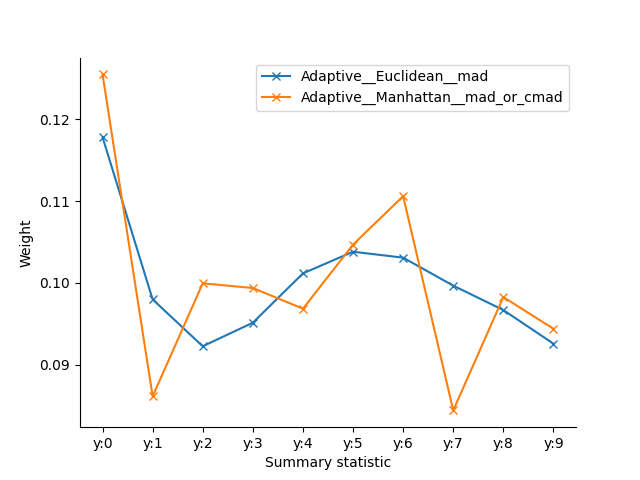 Adaptive__Euclidean__mad
Adaptive__Manhattan__mad_or_cmad
0.12
0.11
0.10
0.09
Weight
y:0 y:1 y:2 y:3 y:4 y:5 y:6 y:7 y:8 y:9
Summary statistic